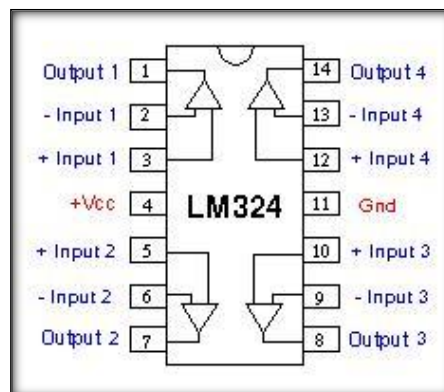 Output 1 1 14 Output 4
- Input 1 2 13 - Input 4
+ Input 1 3 12 + Input 4
+Vcc 4 LM324 11 Gnd
+ Input 2 5 10 + Input 3
- Input 2 6 9 - Input 3
Output 2 7 8 Output 3